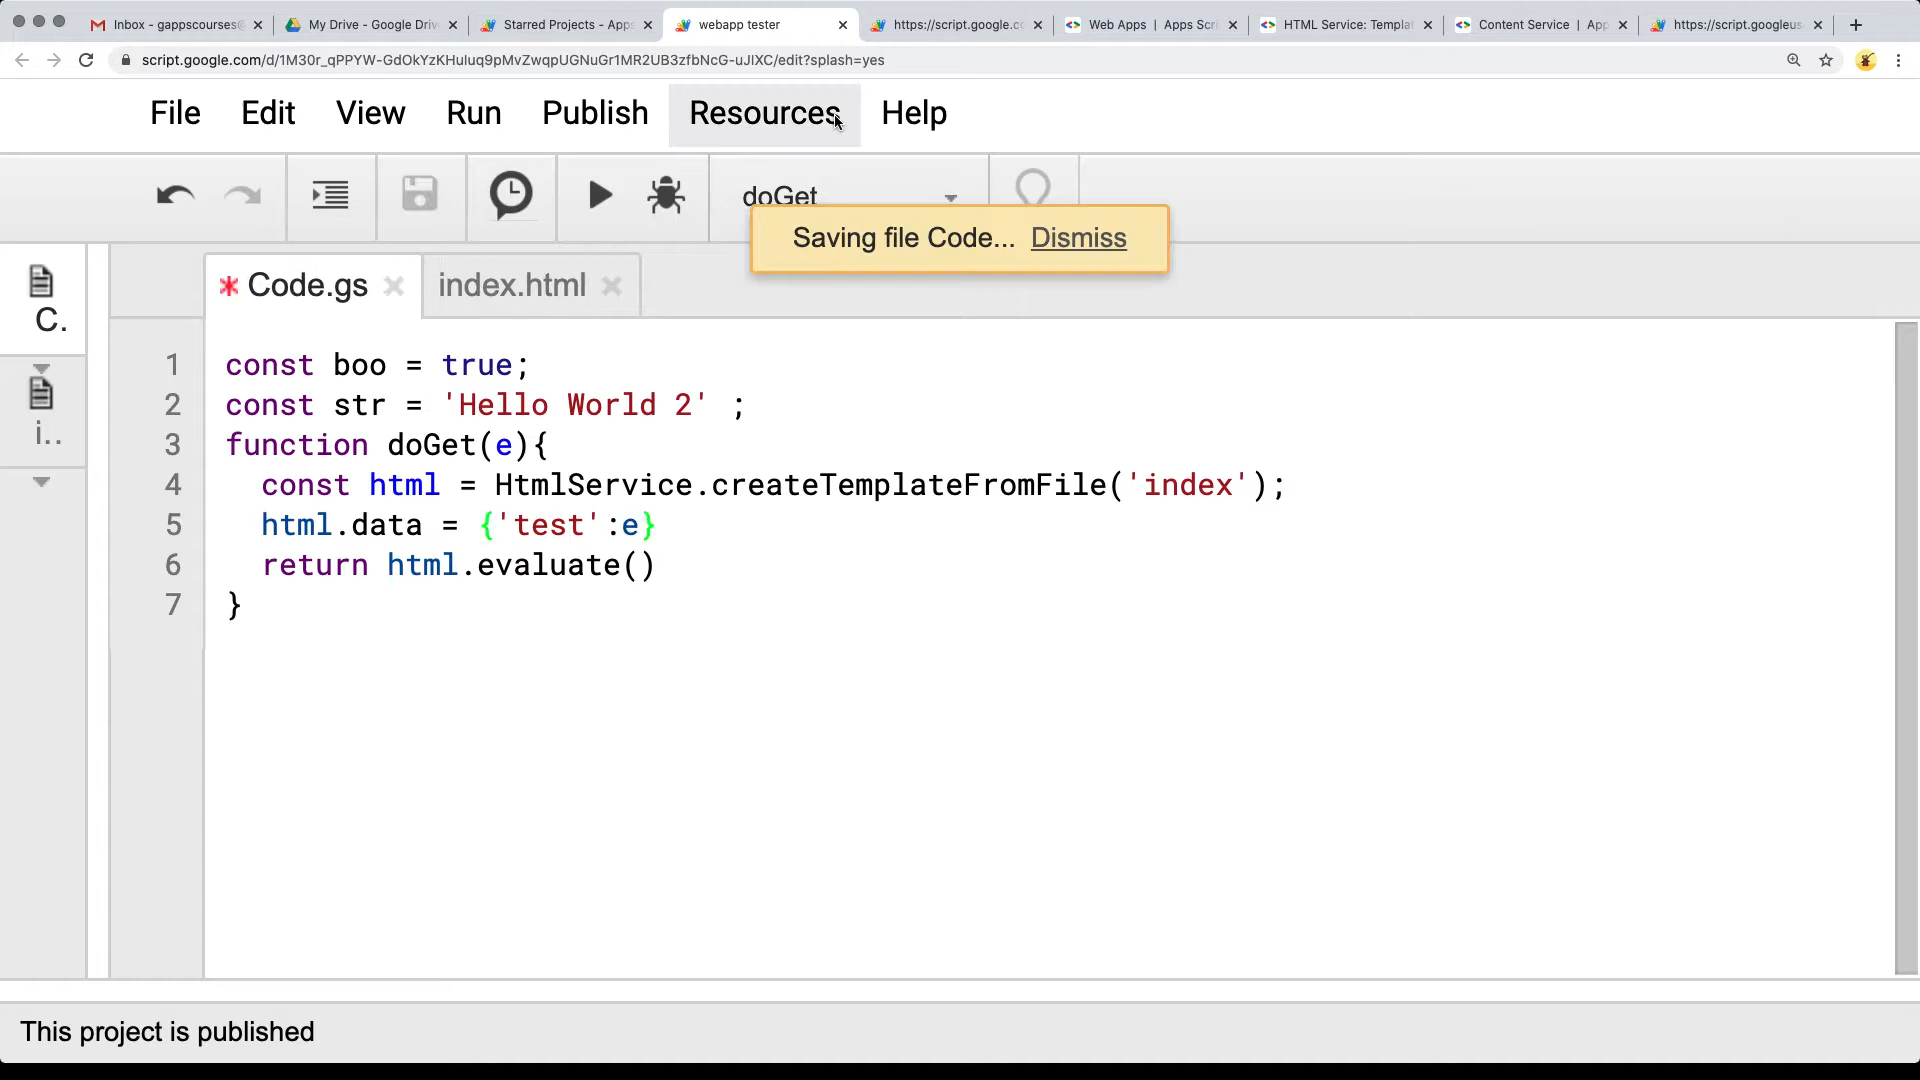 Inbox - gappscourses@
My Drive - Google Driv
Starred Projects - Apps
webapp tester
https://script.google.co
Web Apps | Apps Scri
HTML Service: Templat
Content Service | App
https://script.googleus
script.google.com/d/1M30r_qPPYW-GdOkYzKHuluq9pMvZwqpUGNuGr1MR2UB3zfbNcG-uJIXC/edit?splash=yes
File Edit View Run Publish Resources Help
doGet
Saving file Code... Dismiss
* Code.gs
index.html
C.
i..
1 const boo = true;
2 const str = 'Hello World 2' ;
3 function doGet(e){
4 const html = HtmlService.createTemplateFromFile('index');
5 html.data = {'test':e}
6 return html.evaluate()
7 }
This project is published